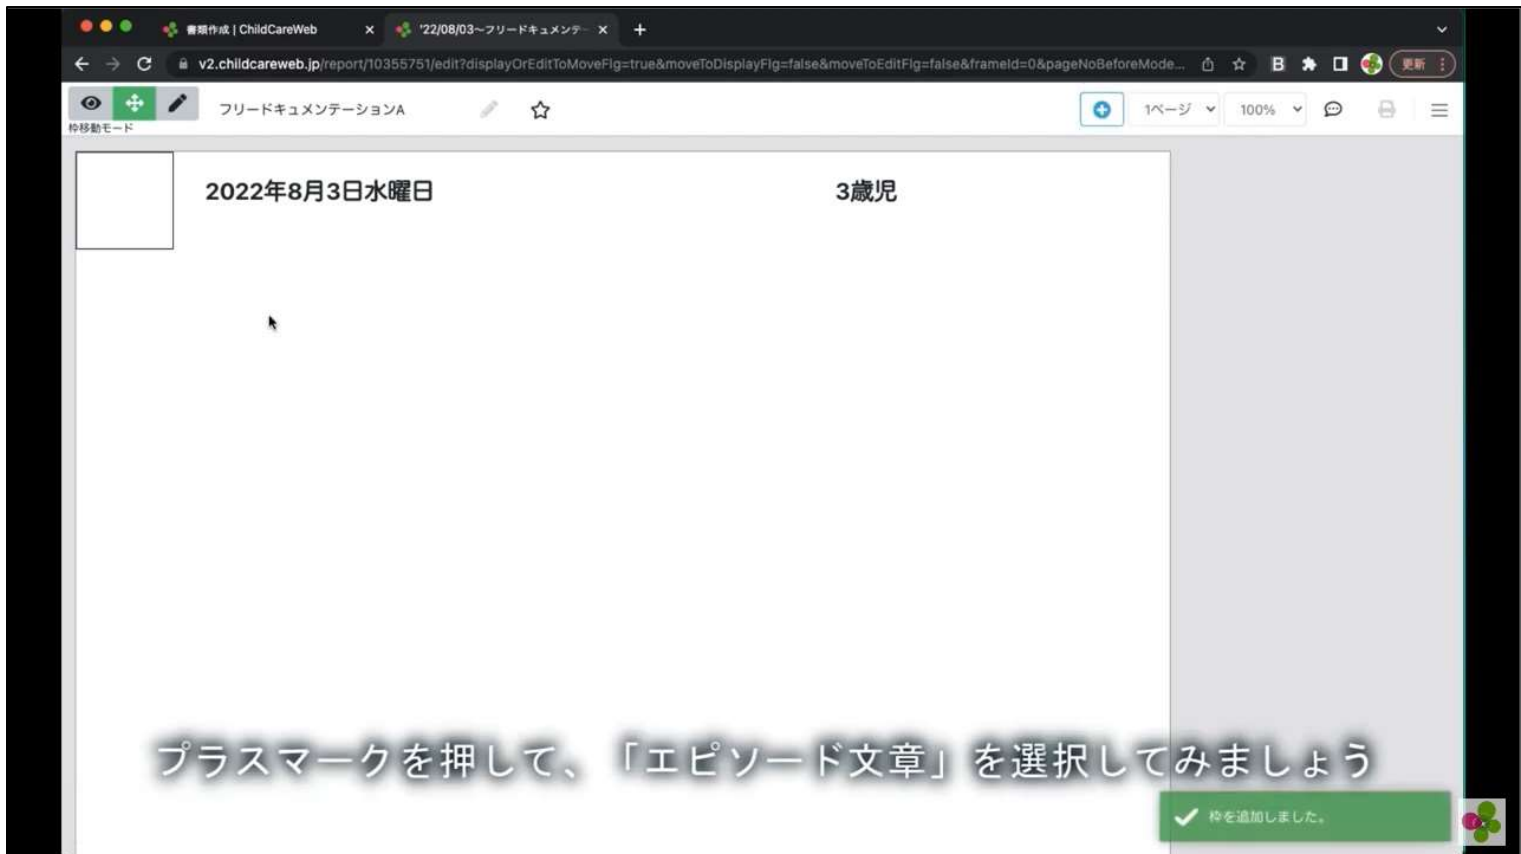 書類作成 | ChildCareWeb
'22/08/03～フリードキュメンテー
v2.childcareweb.jp/report/10355751/edit?displayOrEditToMoveFlg=true&moveToDisplayFlg=false&moveToEditFlg=false&frameId=0&pageNoBeforeMode...
B
更新
フリードキュメンテーションA
1ページ
100%
枠移動モード
2022年8月3日水曜日
3歳児
プラスマークを押して、「エピソード文章」を選択してみましょう
枠を追加しました。